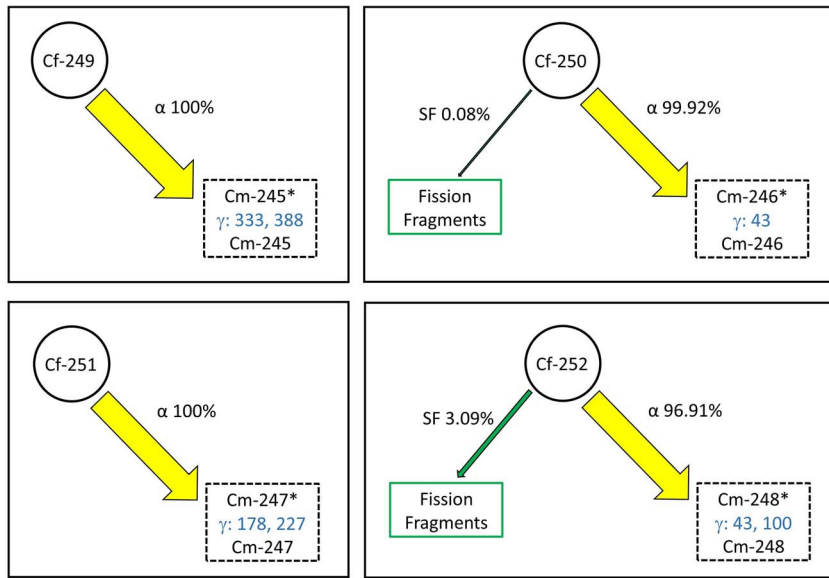 Cf-249
α 100%
Cm-245*
γ: 333, 388
Cm-245
Cf-250
SF 0.08%
α 99.92%
Fission
Fragments
Cm-246*
γ: 43
Cm-246
Cf-251
α 100%
Cm-247*
γ: 178, 227
Cm-247
Cf-252
SF 3.09%
α 96.91%
Fission
Fragments
Cm-248*
γ: 43, 100
Cm-248